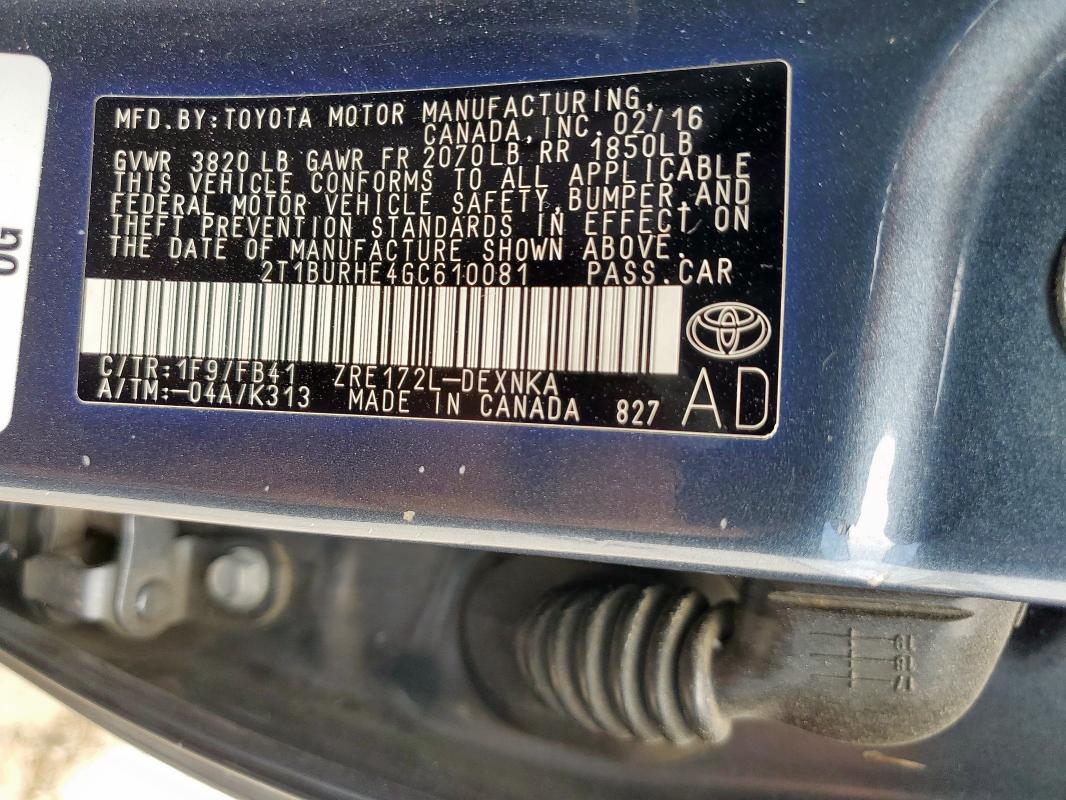 MFD.BY:TOYOTA MOTOR MANUFACTURING,
CANADA,INC. 02/16
GVWR 3820 LB GAWR FR 2070LB RR 1850LB
THIS VEHICLE CONFORMS TO ALL APPLICABLE
FEDERAL MOTOR VEHICLE SAFETY,BUMPER,AND
THEFT PREVENTION STANDARDS IN EFFECT ON
THE DATE OF MANUFACTURE SHOWN ABOVE.
2T1BURHE4GC610081 PASS.CAR
C/TR:1F9/FB41 ZRE172L-DEXNKA
A/TM:-04A/K313 MADE IN CANADA 827 AD